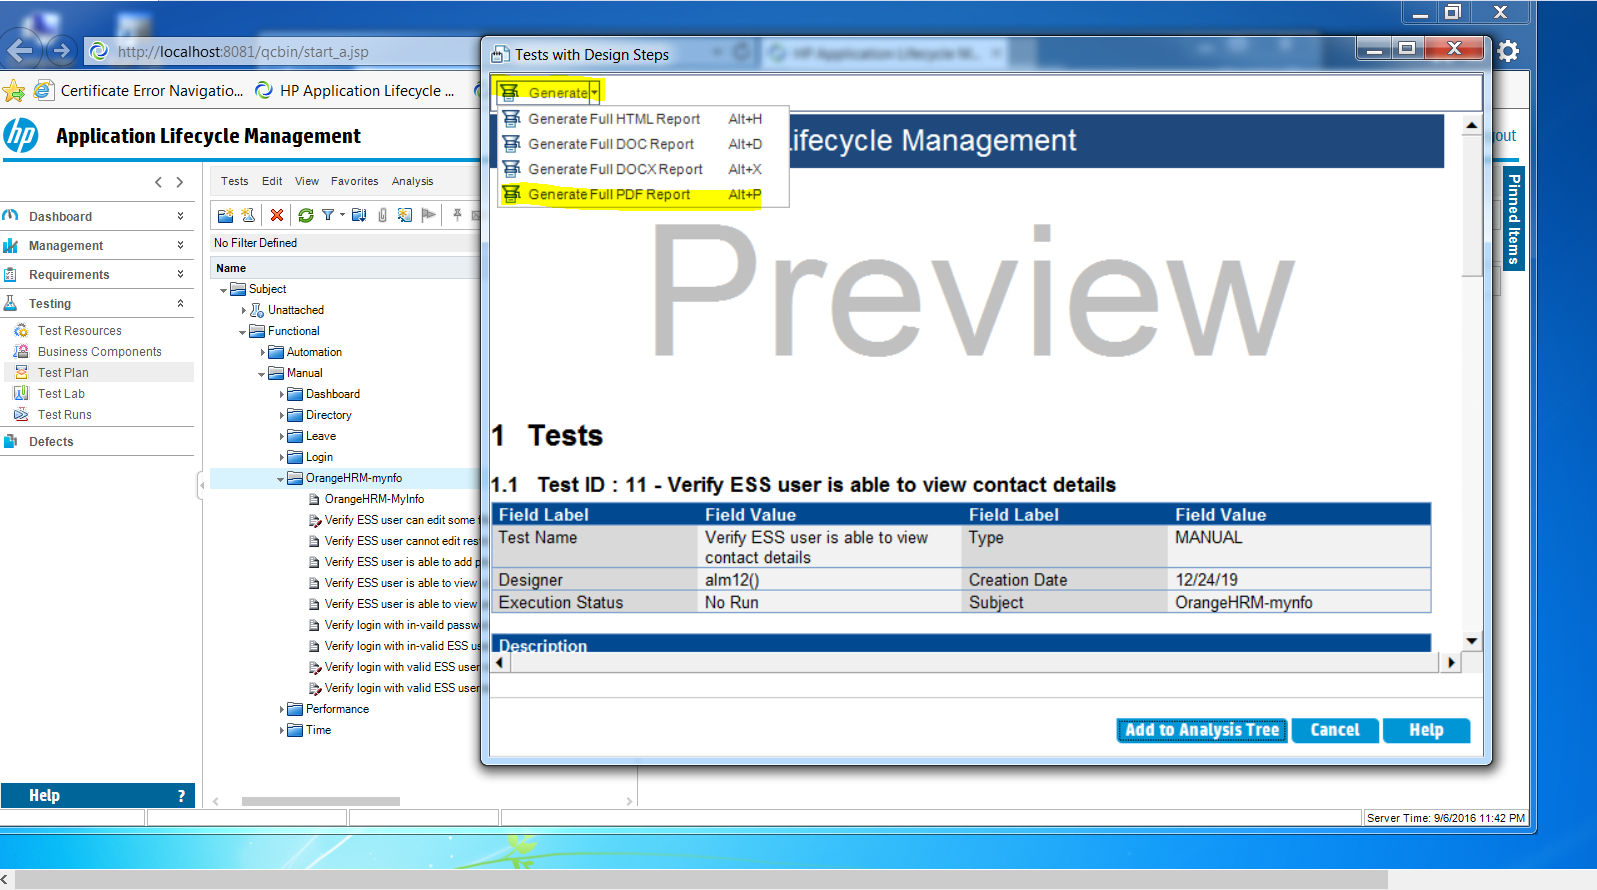 http://localhost:8081/qcbin/start_a.jsp
Certificate Error Navigatio...
HP Application Lifecycle ...
hp
Application Lifecycle Management
Tests Edit View Favorites Analysis
No Filter Defined
Name
Dashboard
Management
Requirements
Testing
Test Resources
Business Components
Test Plan
Test Lab
Test Runs
Defects
Help ?
Subject
Unattached
Functional
Automation
Manual
Dashboard
Directory
Leave
Login
OrangeHRM-mynfo
OrangeHRM-MyInfo
Verify ESS user can edit some
Verify ESS user cannot edit res
Verify ESS user is able to add p
Verify ESS user is able to view
Verify ESS user is able to view
Verify login with in-vaild passw
Verify login with in-valid ESS us
Verify login with valid ESS user
Verify login with valid ESS user
Performance
Time
Tests with Design Steps
Generate
Generate Full HTML Report Alt+H
Generate Full DOC Report Alt+D
Generate Full DOCX Report Alt+X
Generate Full PDF Report Alt+P
ifecycle Management
Preview
1 Tests
1.1 Test ID : 11 - Verify ESS user is able to view contact details
Field Label Field Value Field Label Field Value
Test Name Verify ESS user is able to view Type MANUAL
contact details
Designer alm12() Creation Date 12/24/19
Execution Status No Run Subject OrangeHRM-mynfo
Description
Add to Analysis Tree Cancel Help
out
Pinned Items
Server Time: 9/6/2016 11:42 PM